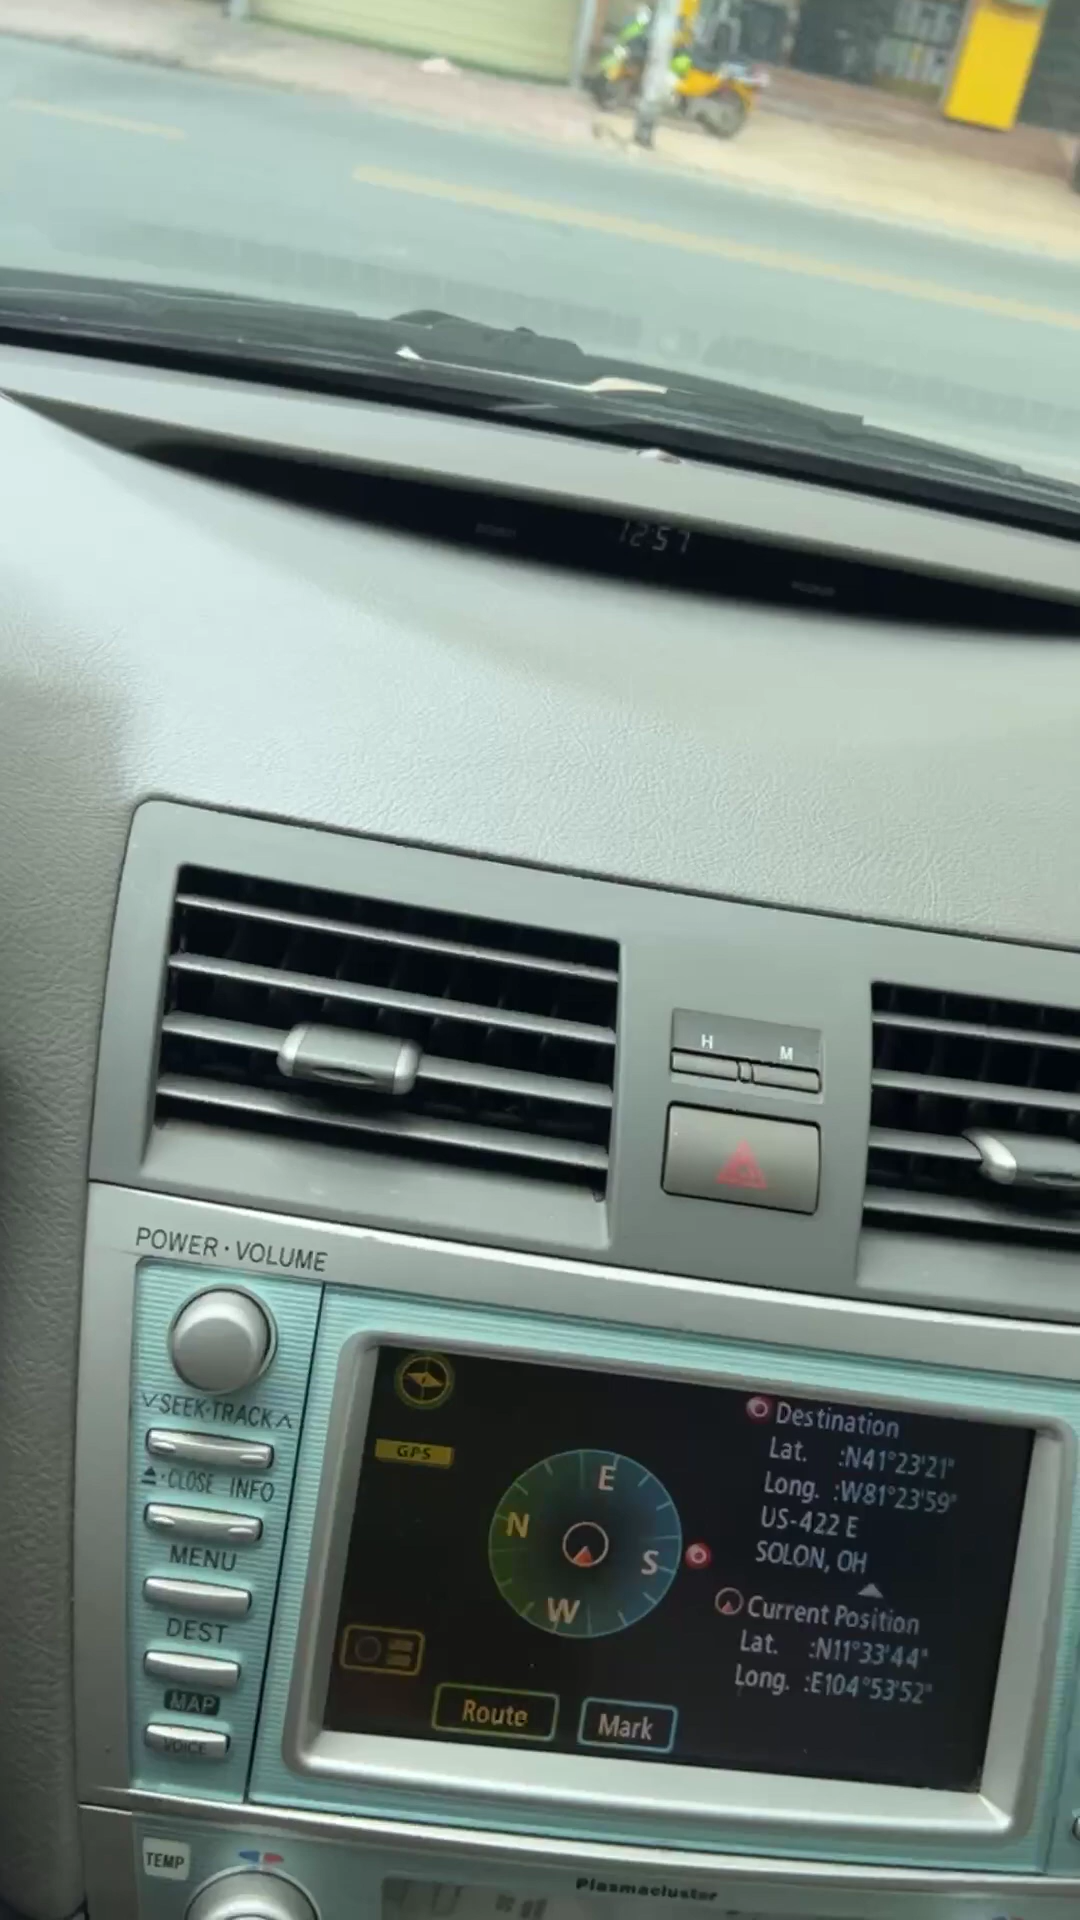 12:57
H
M
POWER・VOLUME
∨SEEK・TRACK∧
⏏・CLOSE INFO
MENU
DEST
MAP
VOICE
GPS
E
N
S
W
Destination
Lat. :N41°23'21"
Long. :W81°23'59"
US-422 E
SOLON, OH
Current Position
Lat. :N11°33'44"
Long. :E104°53'52"
Route
Mark
TEMP
Plasmacluster